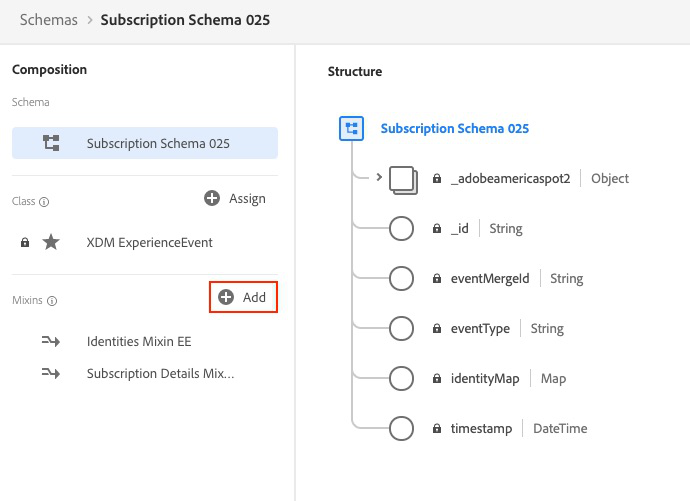 Schemas > Subscription Schema 025
Composition
Schema
Subscription Schema 025
Class
Assign
XDM ExperienceEvent
Mixins
Add
Identities Mixin EE
Subscription Details Mix...
Structure
Subscription Schema 025
_adobeamericaspot2 | Object
_id | String
eventMergeId | String
eventType | String
identityMap | Map
timestamp | DateTime